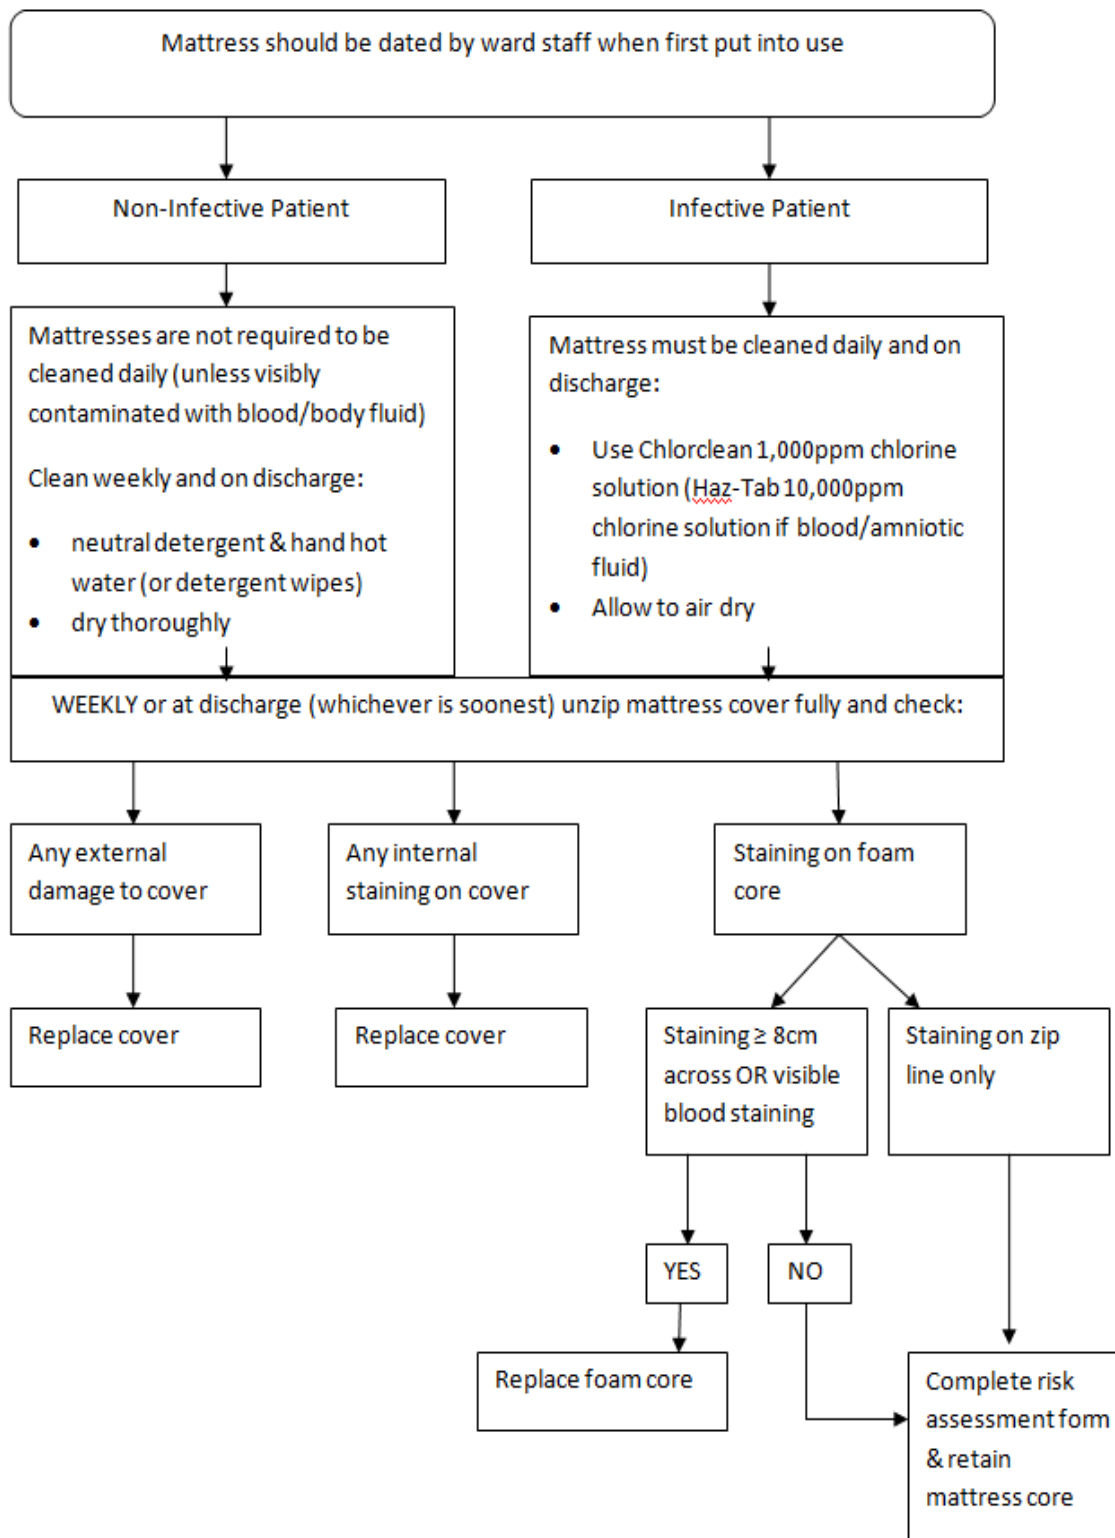 Mattress should be dated by ward staff when first put into use
Non-Infective Patient
Infective Patient
Mattresses are not required to be
cleaned daily (unless visibly
contaminated with blood/body fluid)
Clean weekly and on discharge:
• neutral detergent & hand hot
water (or detergent wipes)
• dry thoroughly
Mattress must be cleaned daily and on
discharge:
• Use Chlorclean 1,000ppm chlorine
solution (Haz-Tab 10,000ppm
chlorine solution if blood/amniotic
fluid)
• Allow to air dry
WEEKLY or at discharge (whichever is soonest) unzip mattress cover fully and check:
Any external
damage to cover
Any internal
staining on cover
Staining on foam
core
Replace cover
Replace cover
Staining ≥ 8cm
across OR visible
blood staining
Staining on zip
line only
YES
NO
Replace foam core
Complete risk
assessment form
& retain
mattress core